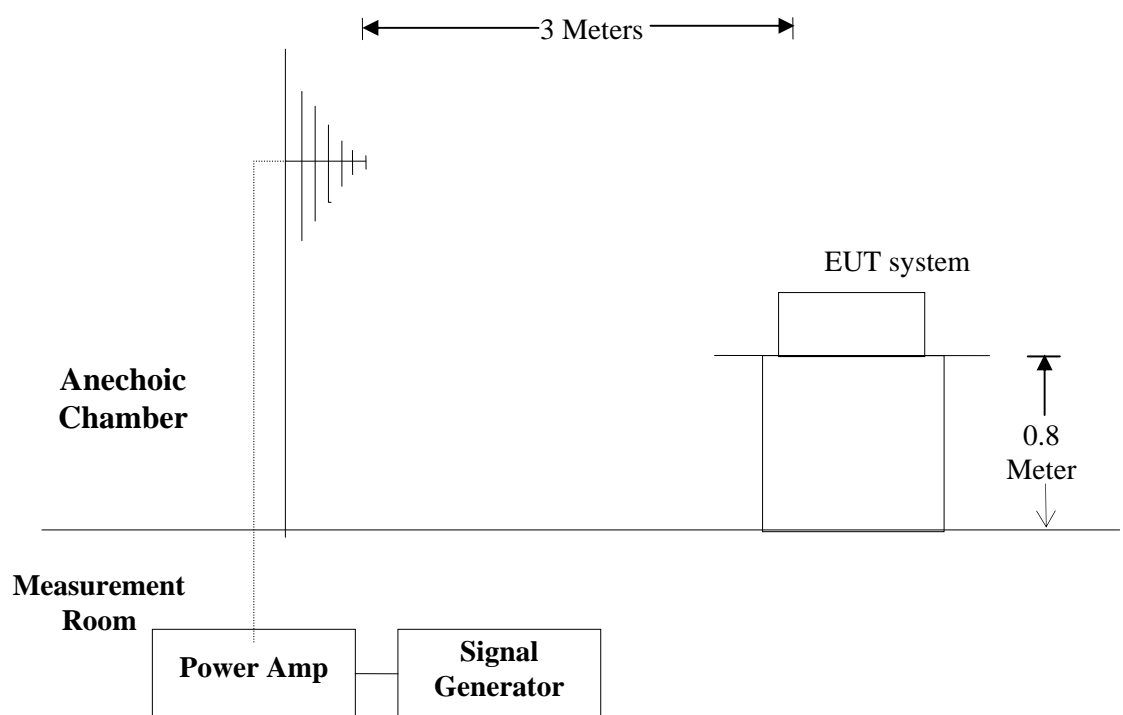 3 Meters
EUT system
Anechoic
Chamber
0.8
Meter
Measurement
Room
Power Amp
Signal
Generator